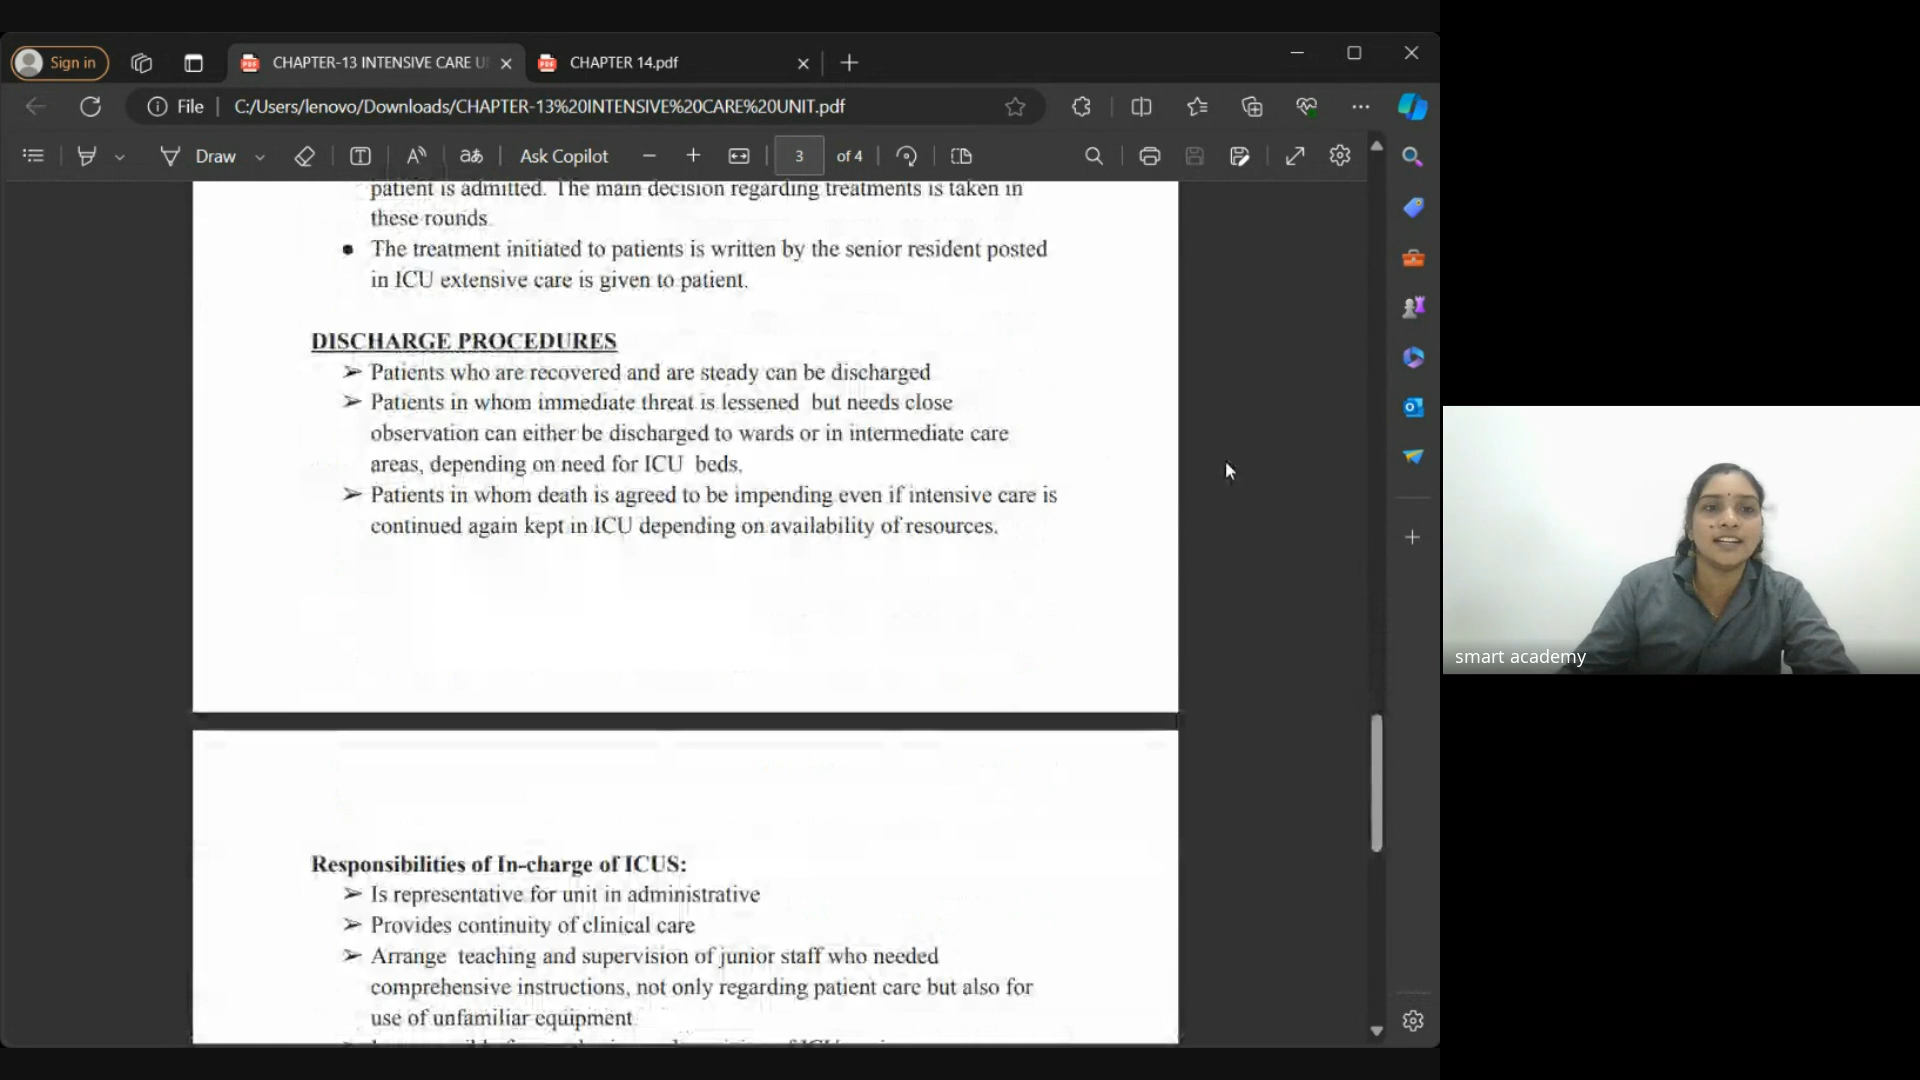 Sign in
CHAPTER-13 INTENSIVE CARE U
CHAPTER 14.pdf
File
C:/Users/lenovo/Downloads/CHAPTER-13%20INTENSIVE%20CARE%20UNIT.pdf
Draw
Ask Copilot
3 of 4
patient is admitted. The main decision regarding treatments is taken in
these rounds.
● The treatment initiated to patients is written by the senior resident posted
in ICU extensive care is given to patient.
DISCHARGE PROCEDURES
➢ Patients who are recovered and are steady can be discharged
➢ Patients in whom immediate threat is lessened but needs close
observation can either be discharged to wards or in intermediate care
areas, depending on need for ICU beds.
➢ Patients in whom death is agreed to be impending even if intensive care is
continued again kept in ICU depending on availability of resources.
Responsibilities of In-charge of ICUS:
➢ Is representative for unit in administrative
➢ Provides continuity of clinical care
➢ Arrange teaching and supervision of junior staff who needed
comprehensive instructions, not only regarding patient care but also for
use of unfamiliar equipment
smart academy